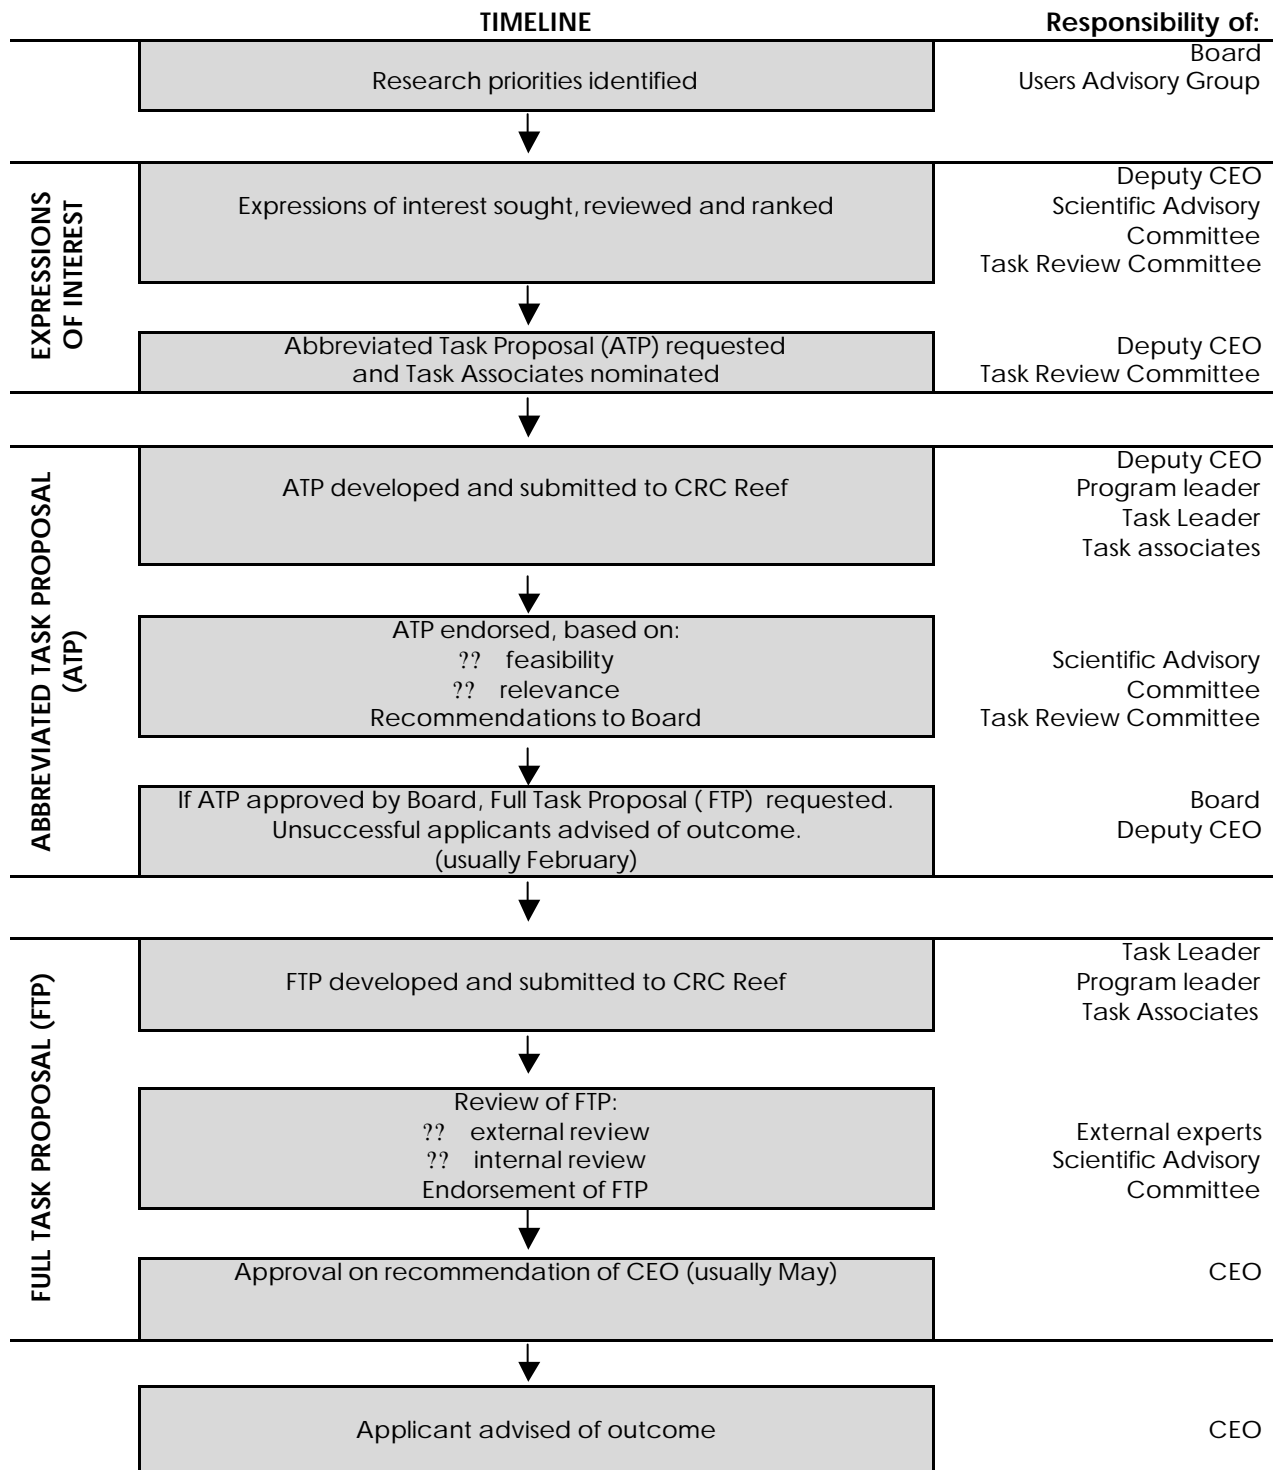 TIMELINE
Responsibility of:
Research priorities identified
Board
Users Advisory Group
EXPRESSIONS
OF INTEREST
Expressions of interest sought, reviewed and ranked
Deputy CEO
Scientific Advisory
Committee
Task Review Committee
Abbreviated Task Proposal (ATP) requested
and Task Associates nominated
Deputy CEO
Task Review Committee
ABBREVIATED TASK PROPOSAL
(ATP)
ATP developed and submitted to CRC Reef
Deputy CEO
Program leader
Task Leader
Task associates
ATP endorsed, based on:
?? feasibility
?? relevance
Recommendations to Board
Scientific Advisory
Committee
Task Review Committee
If ATP approved by Board, Full Task Proposal ( FTP) requested.
Unsuccessful applicants advised of outcome.
(usually February)
Board
Deputy CEO
FULL TASK PROPOSAL (FTP)
FTP developed and submitted to CRC Reef
Task Leader
Program leader
Task Associates
Review of FTP:
?? external review
?? internal review
Endorsement of FTP
External experts
Scientific Advisory
Committee
Approval on recommendation of CEO (usually May)
CEO
Applicant advised of outcome
CEO